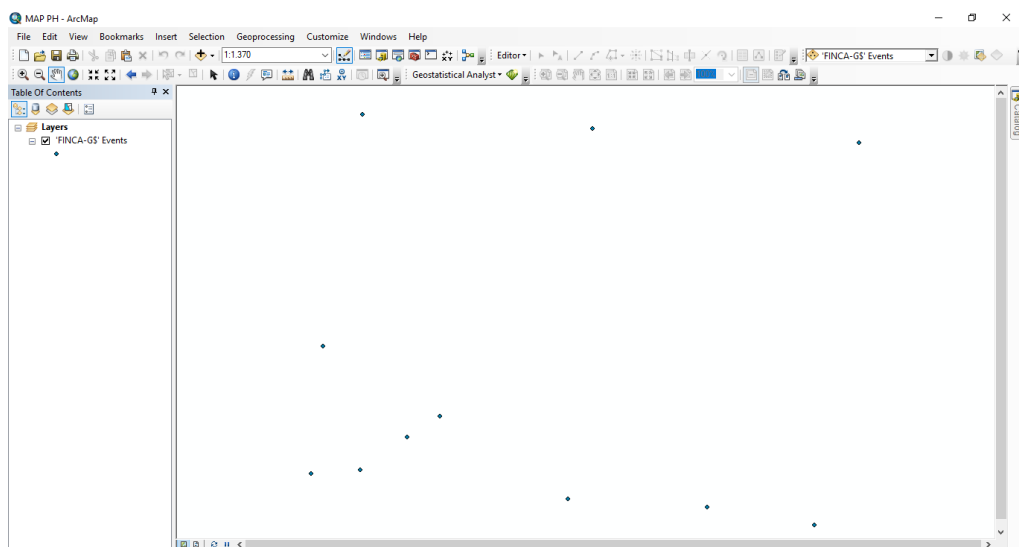 MAP PH - ArcMap
File Edit View Bookmarks Insert Selection Geoprocessing Customize Windows Help
1:1.370 Editor 'FINCA-G$' Events
Geostatistical Analyst
Table Of Contents
Layers
'FINCA-G$' Events
Catalog